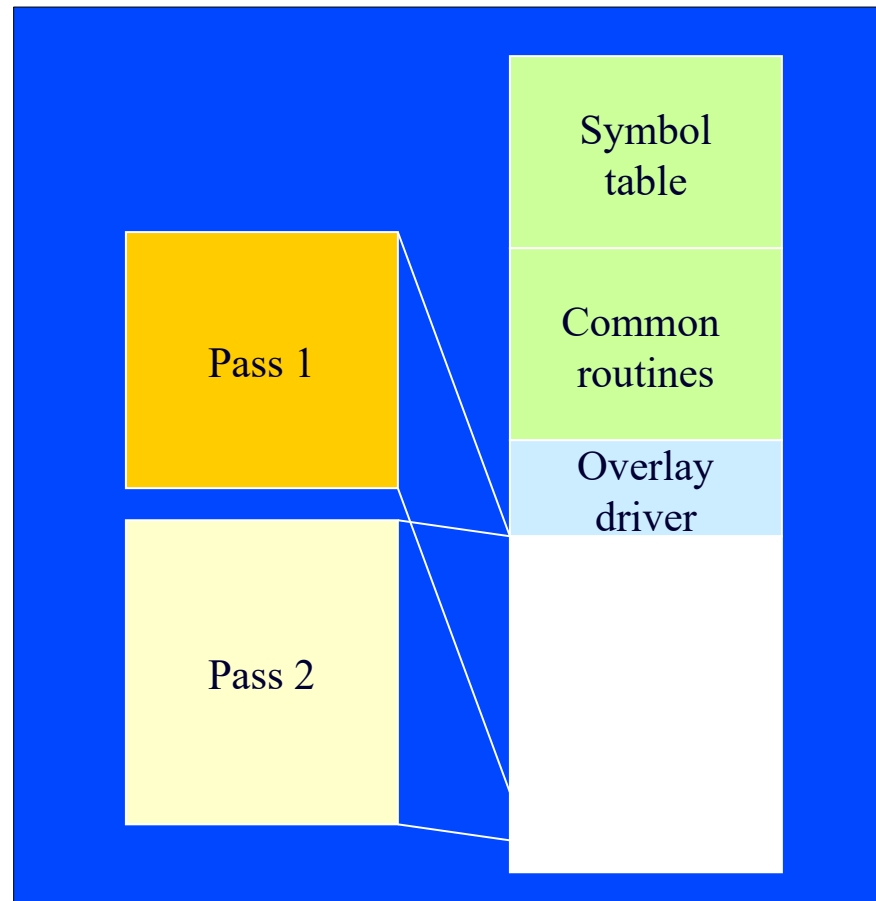 Symbol
table
Pass 1
Common
routines
Overlay
driver
Pass 2